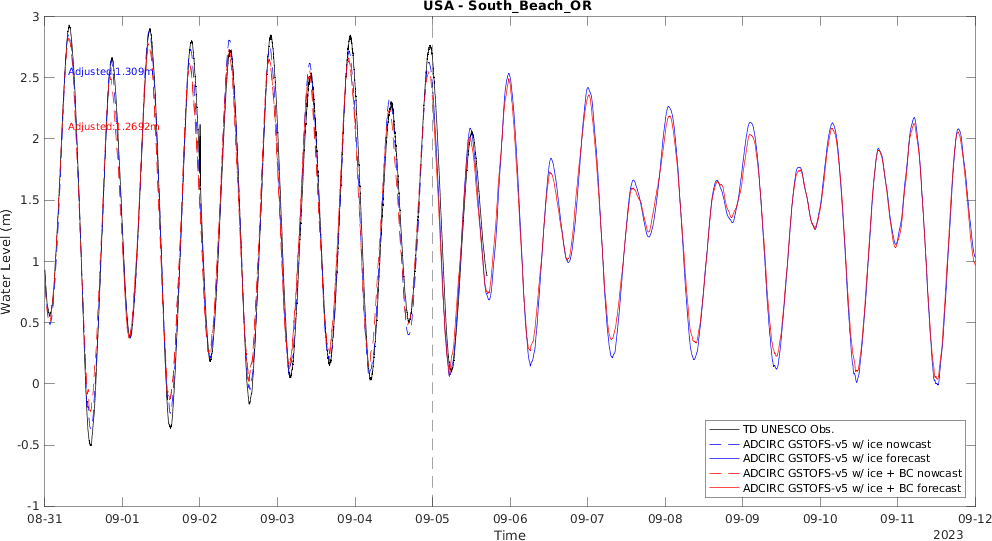 USA - South_Beach_OR
3
2.5
2
1.5
1
0.5
0
-0.5
-1
Water Level (m)
Adjusted:1.309m
Adjusted:1.2692m
TD UNESCO Obs.
ADCIRC GSTOFS-v5 w/ ice nowcast
ADCIRC GSTOFS-v5 w/ ice forecast
ADCIRC GSTOFS-v5 w/ ice + BC nowcast
ADCIRC GSTOFS-v5 w/ ice + BC forecast
08-31 09-01 09-02 09-03 09-04 09-05 09-06 09-07 09-08 09-09 09-10 09-11 09-12
Time
2023